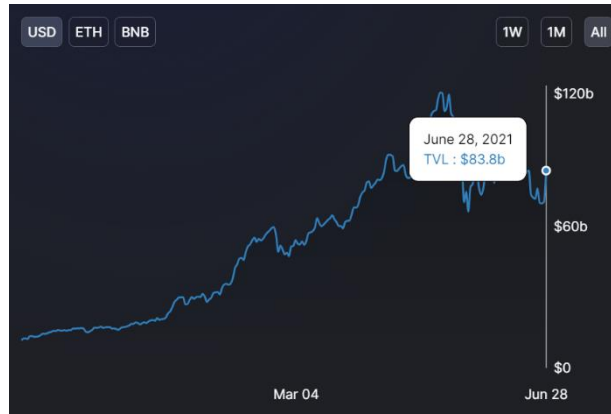 USD ETH BNB 1W 1M All
$120b
June 28, 2021
TVL : $83.8b
$60b
$0
Mar 04 Jun 28